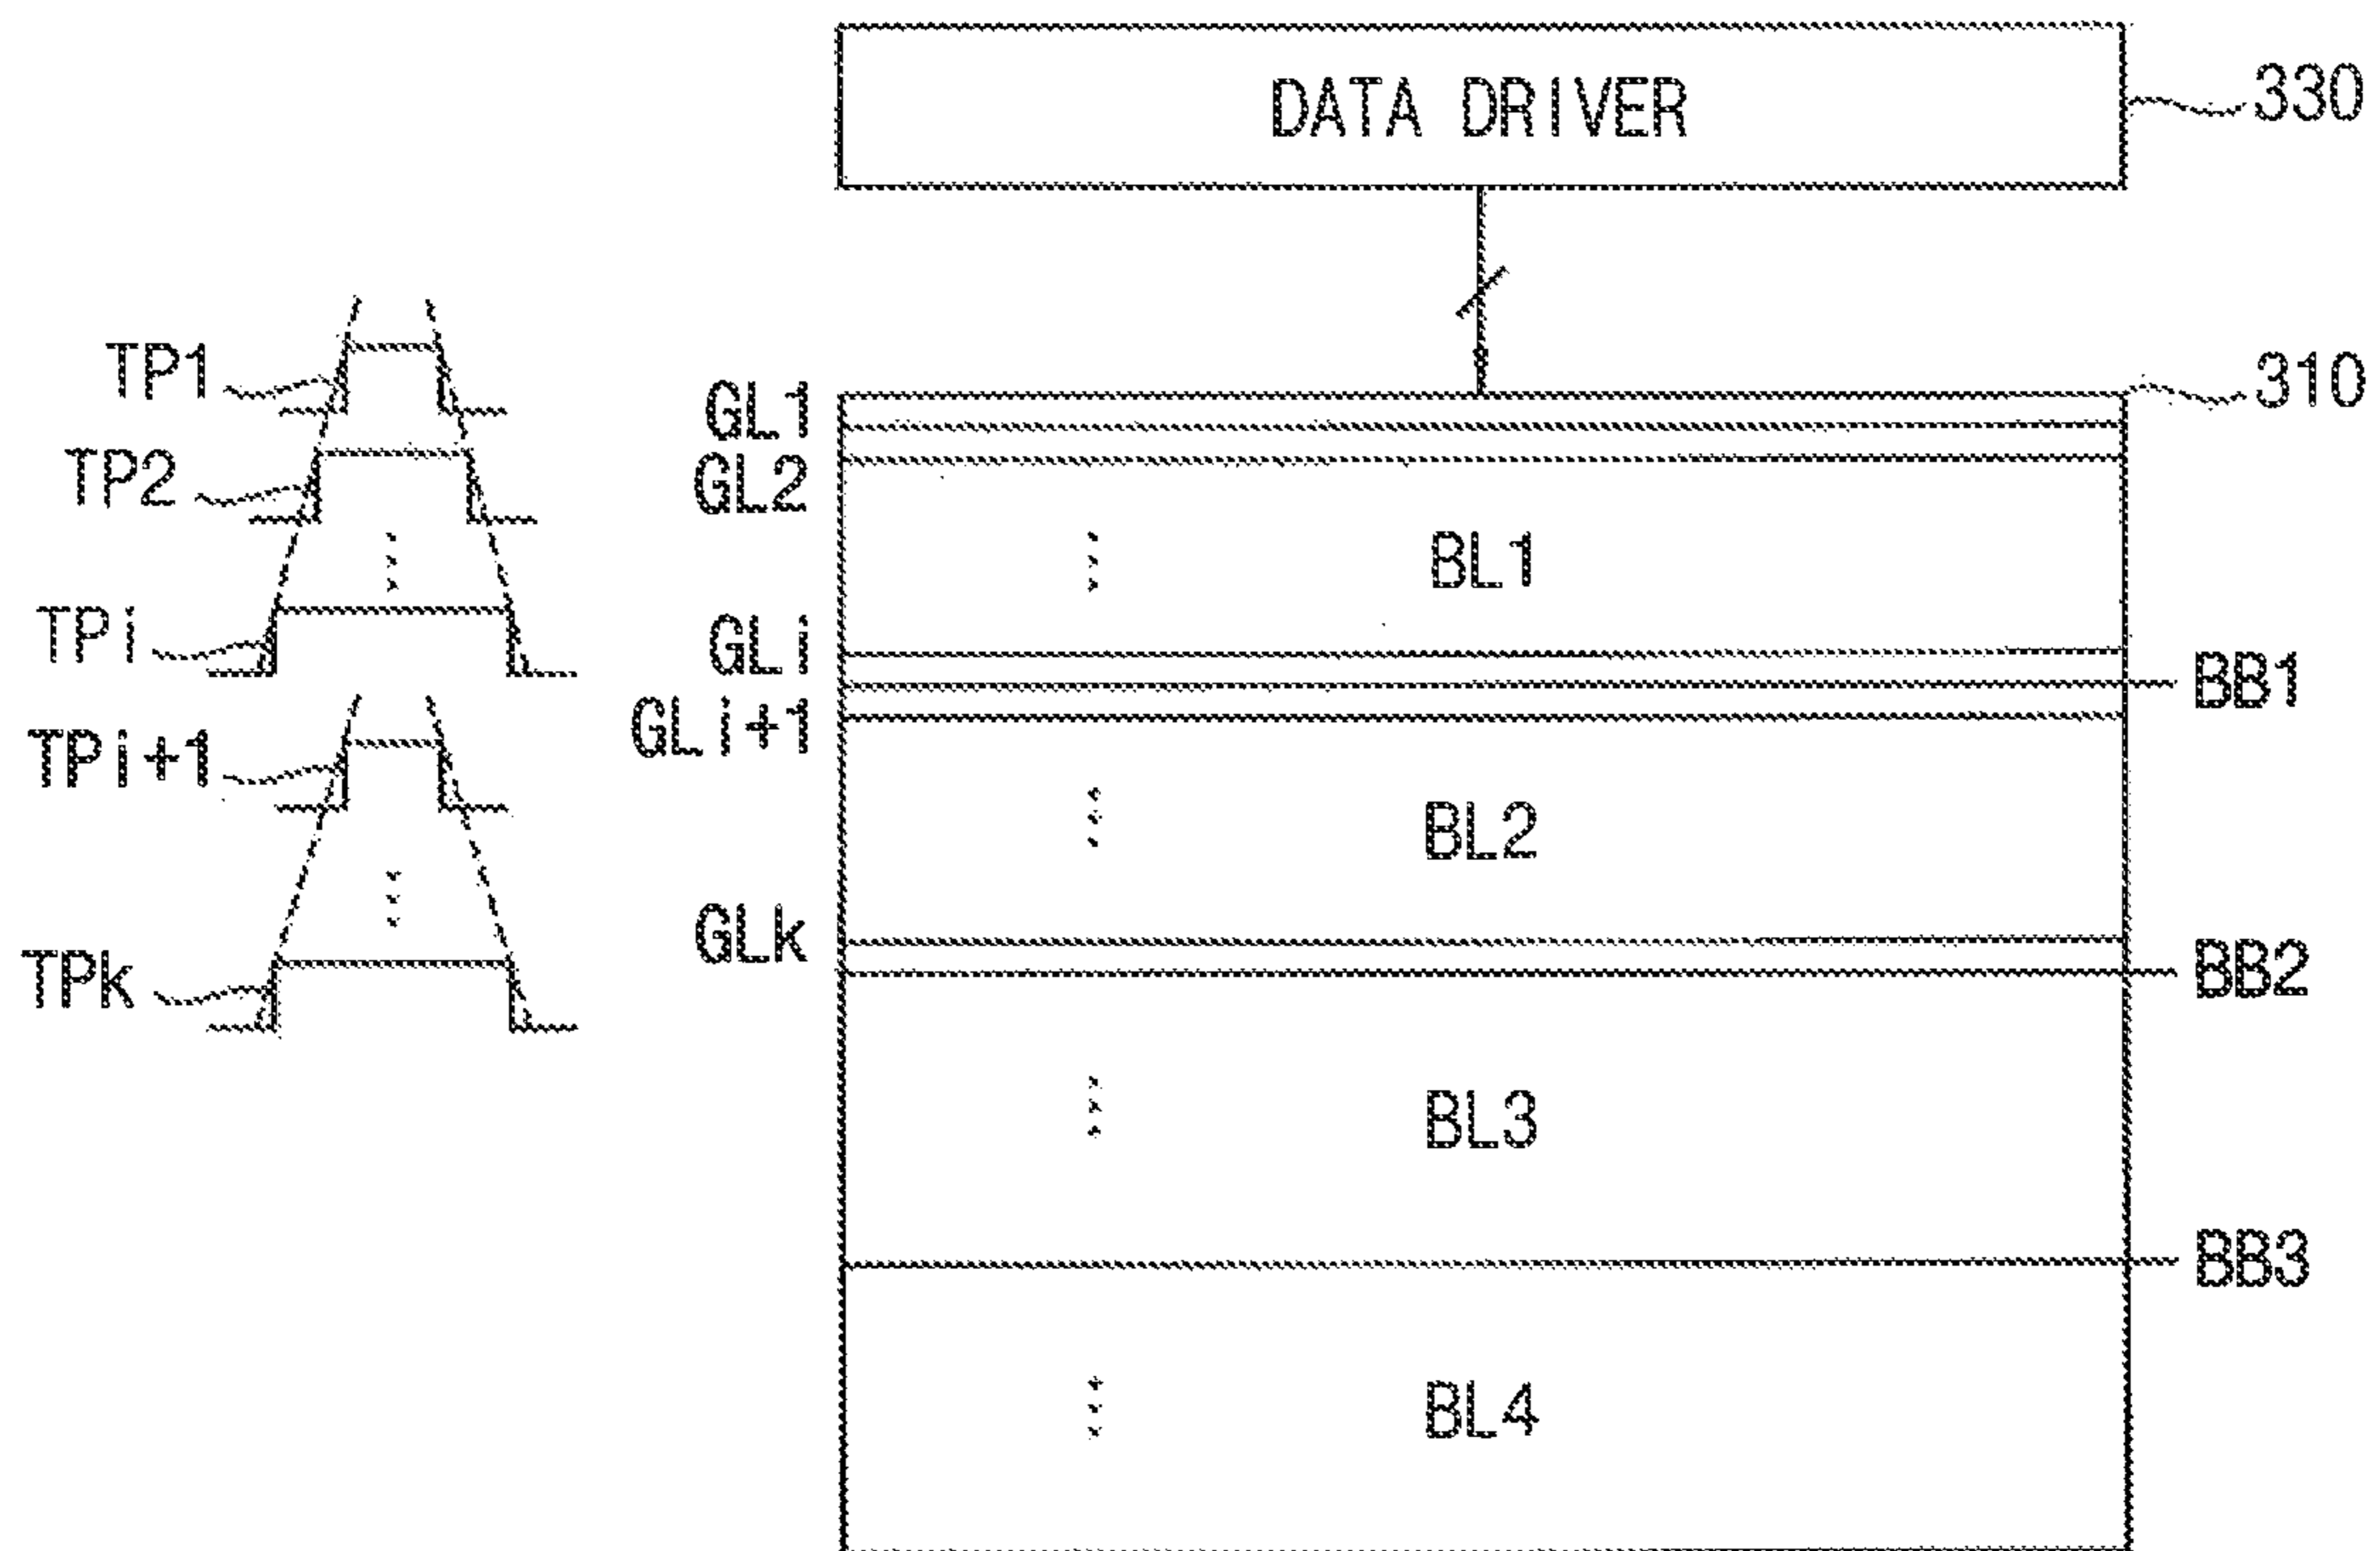 DATA DRIVER
330
310
TP1
GL1
TP2
GL2
BL1
TPi
GLi
BB1
GLi+1
TPi+1
BL2
GLk
TPk
BB2
BL3
BB3
BL4